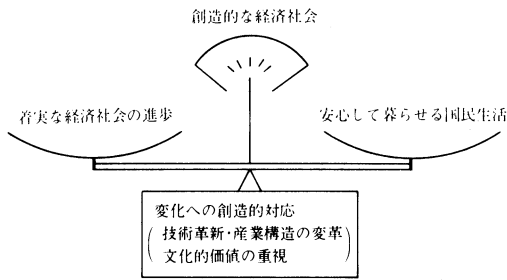 創造的な経済社会
着実な経済社会の進歩
安心して暮らせる国民生活
変化への創造的対応
(技術革新・産業構造の変革
文化的価値の重視)